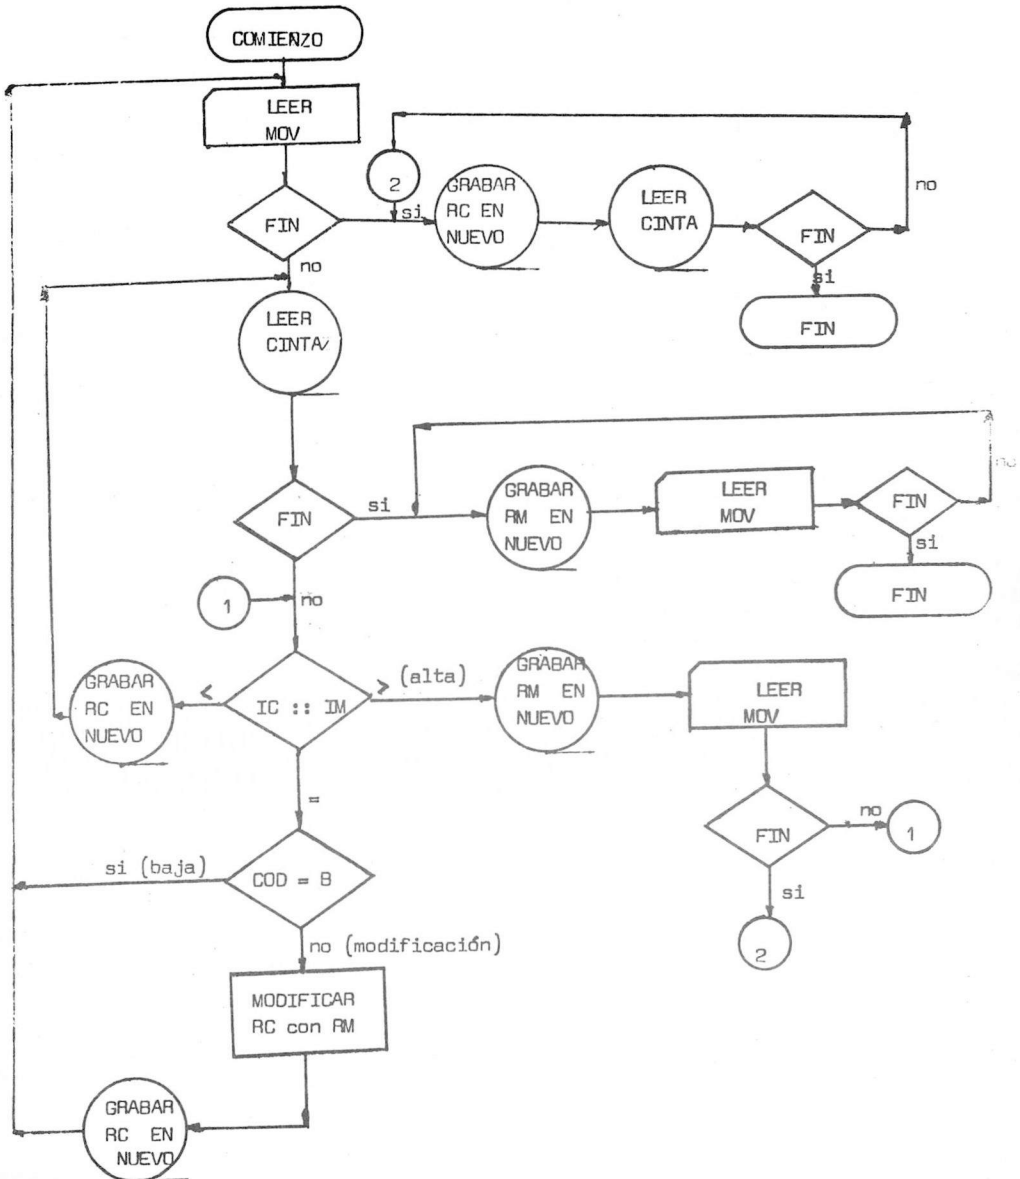 COMIENZO
LEER
MOV
2
si
GRABAR
RC EN
NUEVO
LEER
CINTA
FIN
no
si
FIN
FIN
no
LEER
CINTA
FIN
si
GRABAR
RM EN
NUEVO
LEER
MOV
FIN
no
si
FIN
1
no
GRABAR
RC EN
NUEVO
<
IC :: IM
> (alta)
GRABAR
RM EN
NUEVO
LEER
MOV
=
FIN
no
1
si
2
si (baja)
COD = B
no (modificación)
MODIFICAR
RC con RM
GRABAR
RC EN
NUEVO